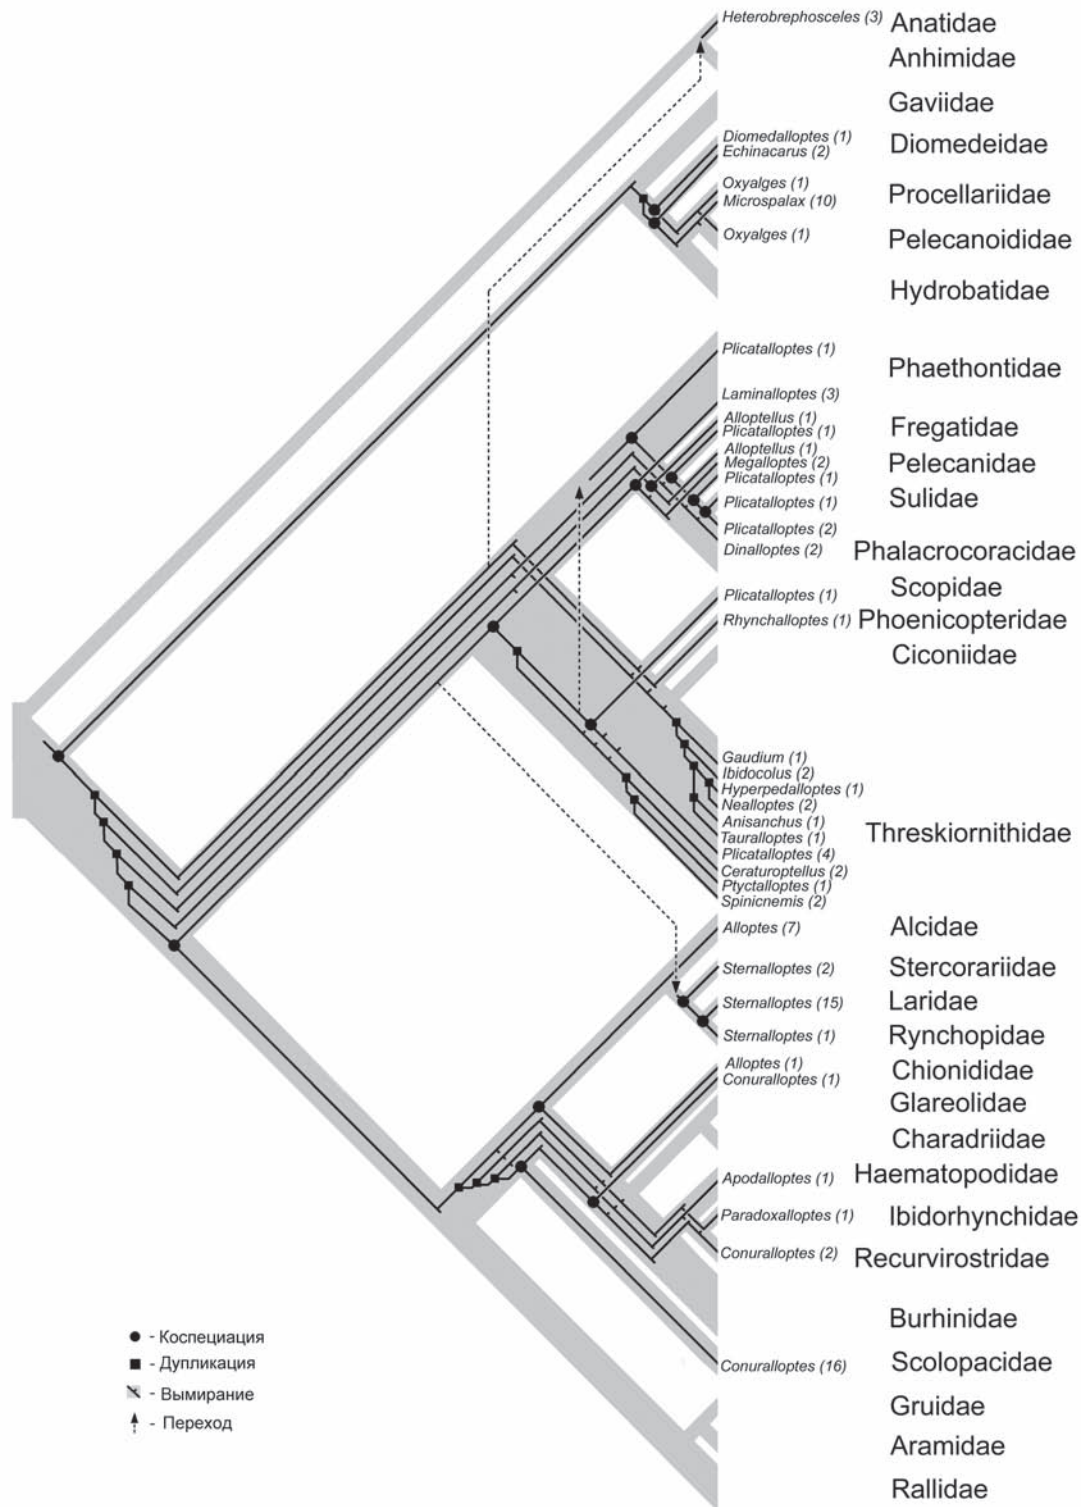 Heterobrephosceles (3) Anatidae
Anhimidae
Gaviidae
Diomedalloptes (1)
Echinacarus (2) Diomedeidae
Oxyalges (1)
Microspalax (10) Procellariidae
Oxyalges (1) Pelecanoididae
Hydrobatidae
Plicatalloptes (1) Phaethontidae
Laminalloptes (3)
Alloptellus (1)
Plicatalloptes (1) Fregatidae
Alloptellus (1)
Megalloptes (2) Pelecanidae
Plicatalloptes (1)
Plicatalloptes (1) Sulidae
Plicatalloptes (2)
Dinalloptes (2) Phalacrocoracidae
Plicatalloptes (1) Scopidae
Rhynchalloptes (1) Phoenicopteridae
Ciconiidae
Gaudium (1)
Ibidocolus (2)
Hyperpedalloptes (1)
Nealloptes (2)
Anisanchus (1)
Tauralloptes (1) Threskiornithidae
Plicatalloptes (4)
Ceraturoptellus (2)
Ptyctalloptes (1)
Spinicnemis (2)
Alloptes (7) Alcidae
Sternalloptes (2) Stercorariidae
Sternalloptes (15) Laridae
Sternalloptes (1) Rynchopidae
Alloptes (1) Chionididae
Conuralloptes (1)
Glareolidae
Charadriidae
Apodalloptes (1) Haematopodidae
Paradoxalloptes (1) Ibidorhynchidae
Conuralloptes (2) Recurvirostridae
Burhinidae
Conuralloptes (16) Scolopacidae
Gruidae
Aramidae
Rallidae
- Коспециация
- Дупликация
- Вымирание
- Переход